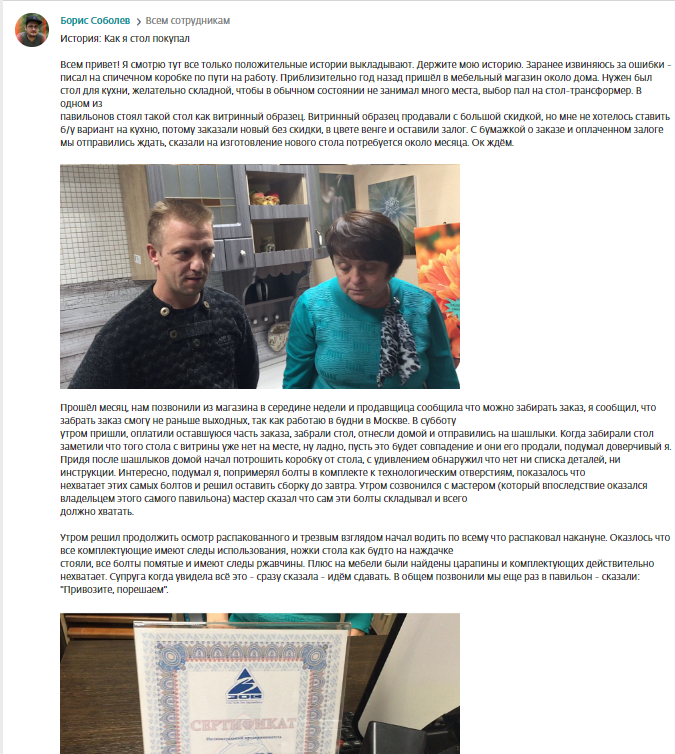 Борис Соболев > Всем сотрудникам
История: Как я стол покупал
Всем привет! Я смотрю тут все только положительные истории выкладывают. Держите мою историю. Заранее извиняюсь за ошибки -
писал на спичечном коробке по пути на работу. Приблизительно год назад пришёл в мебельный магазин около дома. Нужен был
стол для кухни, желательно складной, чтобы в обычном состоянии не занимал много места, выбор пал на стол-трансформер. В
одном из
павильонов стоял такой стол как витринный образец. Витринный образец продавали с большой скидкой, но мне не хотелось ставить
б/у вариант на кухню, потому заказали новый без скидки, в цвете венге и оставили залог. С бумажкой о заказе и оплаченном залоге
мы отправились ждать, сказали на изготовление нового стола потребуется около месяца. Ок ждём.
Прошёл месяц, нам позвонили из магазина в середине недели и продавщица сообщила что можно забирать заказ, я сообщил, что
забрать заказ смогу не раньше выходных, так как работаю в будни в Москве. В субботу
утром пришли, оплатили оставшуюся часть заказа, забрали стол, отнесли домой и отправились на шашлыки. Когда забирали стол
заметили что того стола с витрины уже нет на месте, ну ладно, пусть это будет совпадение и они его продали, подумал доверчивый я.
Придя после шашлыков домой начал потрошить коробку от стола, с удивлением обнаружил что нет ни списка деталей, ни
инструкции. Интересно, подумал я, попримерял болты в комплекте к технологическим отверстиям, показалось что
нехватает этих самых болтов и решил оставить сборку до завтра. Утром созвонился с мастером (который впоследствие оказался
владельцем этого самого павильона) мастер сказал что сам эти болты складывал и всего
должно хватать.
Утром решил продолжить осмотр распакованного и трезвым взглядом начал водить по всему что распаковал накануне. Оказлось что
все комплектующие имеют следы использования, ножки стола как будто на наждачке
стояли, все болты помятые и имеют следы ржавчины. Плюс на мебели были найдены царапины и комплектующих действительно
нехватает. Супруга когда увидела всё это - сразу сказала - идём сдавать. В общем позвонили мы еще раз в павильон - сказали:
"Привозите, порешаем".
СЕРТИФИКАТ